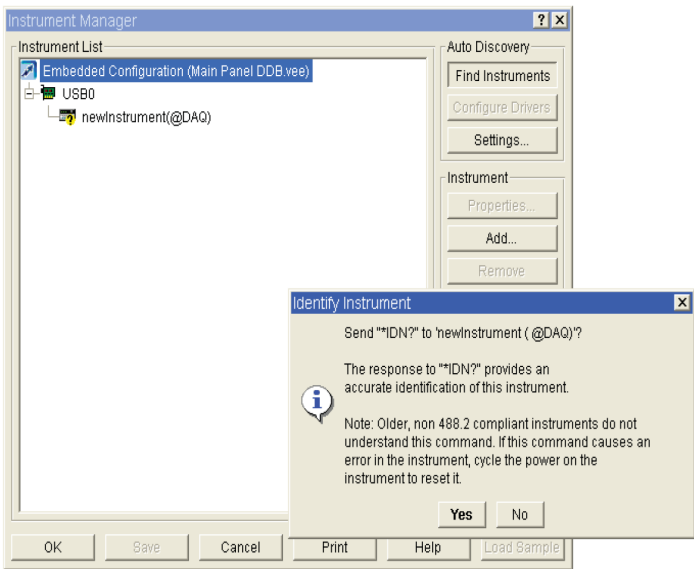 Instrument Manager
Instrument List
Embedded Configuration (Main Panel DDB.vee)
USB0
newInstrument(@DAQ)
Auto Discovery
Find Instruments
Configure Drivers
Settings...
Instrument
Properties...
Add...
Remove
Identify Instrument
Send "*IDN?" to 'newInstrument ( @DAQ)'?
The response to "*IDN?" provides an
accurate identification of this instrument.
Note: Older, non 488.2 compliant instruments do not
understand this command. If this command causes an
error in the instrument, cycle the power on the
instrument to reset it.
Yes
No
OK
Save
Cancel
Print
Help
Load Sample